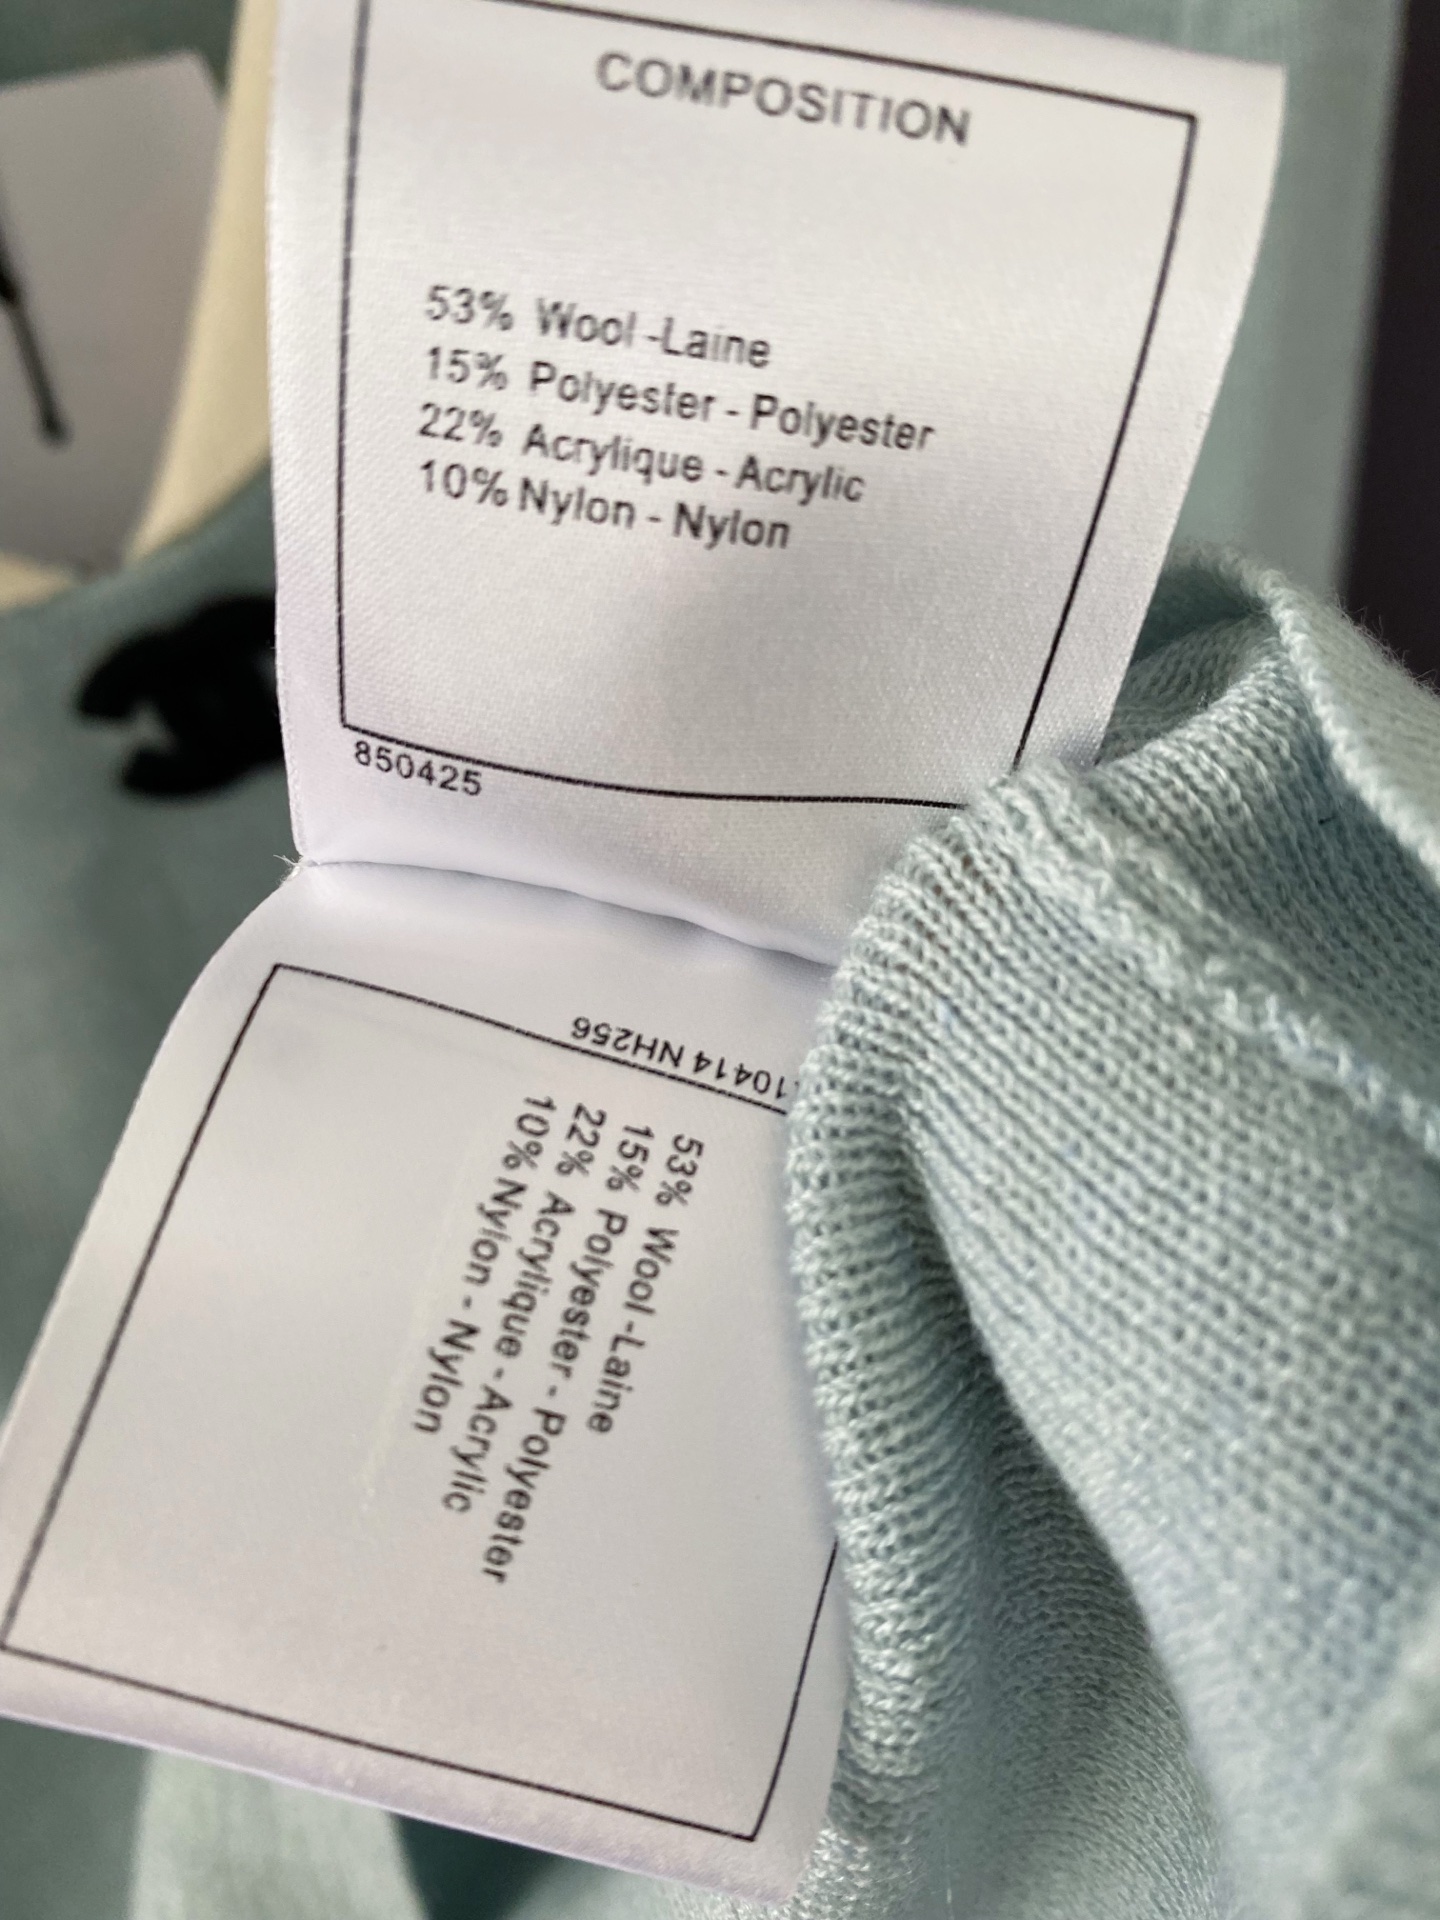 COMPOSITION
53% Wool -Laine
15% Polyester - Polyester
22% Acrylique - Acrylic
10% Nylon - Nylon
850425
10414 NH256
53% Wool -Laine
15% Polyester - Polyester
22% Acrylique - Acrylic
10% Nylon - Nylon